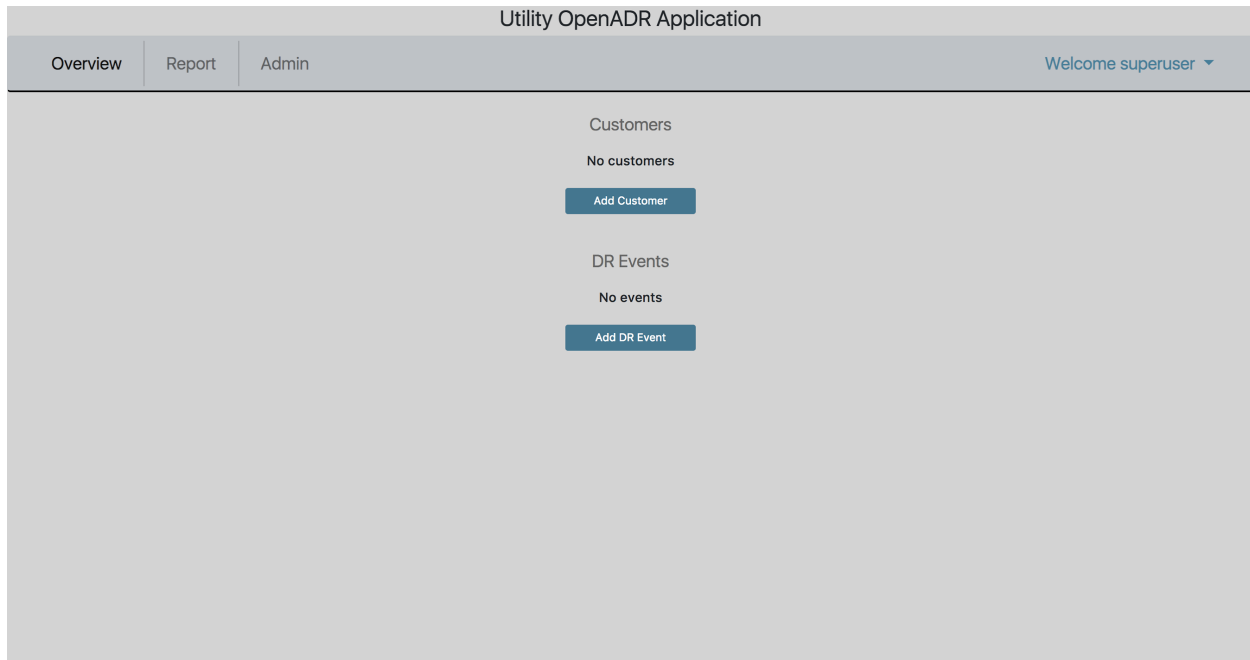 Utility OpenADR Application
Overview Report Admin Welcome superuser
Customers
No customers
Add Customer
DR Events
No events
Add DR Event